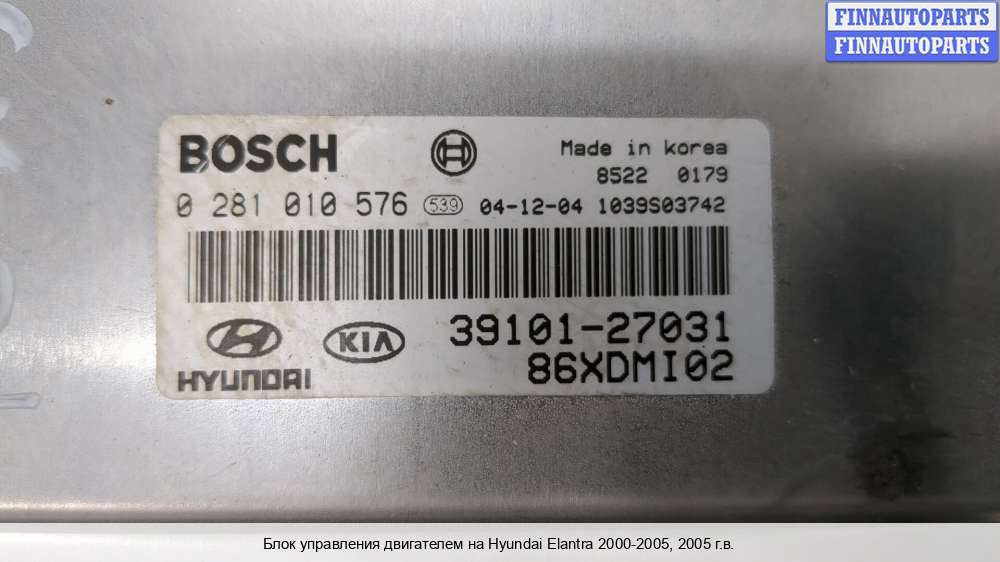 FINNAUTOPARTS
FINNAUTOPARTS
BOSCH
Made in Korea
8522 0179
0 281 010 576 539 04-12-04 1039S03742
HYUNDAI
KIA
39101-27031
86XDMI02
Блок управления двигателем на Hyundai Elantra 2000-2005, 2005 г.в.